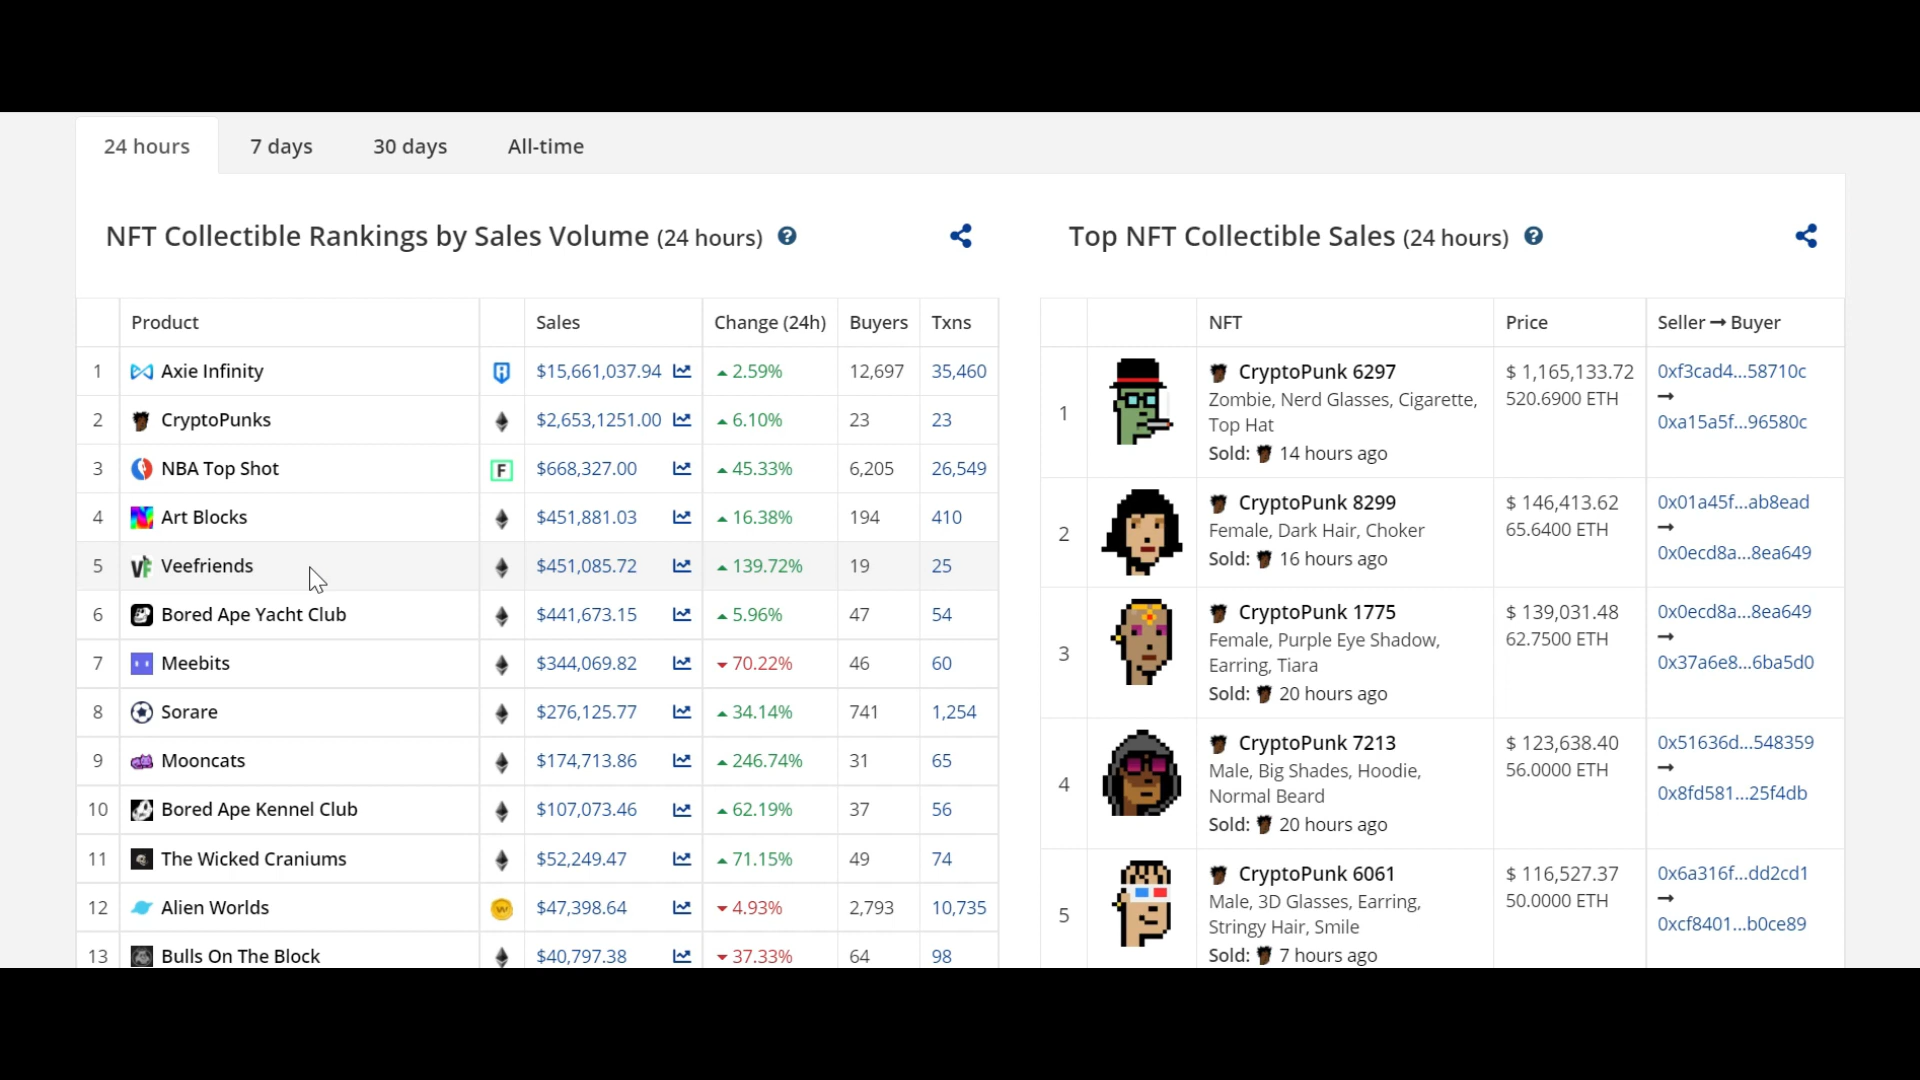 24 hours 7 days 30 days All-time
NFT Collectible Rankings by Sales Volume (24 hours) ?
Product Sales Change (24h) Buyers Txns
1 Axie Infinity $15,661,037.94 2.59% 12,697 35,460
2 CryptoPunks $2,653,1251.00 6.10% 23 23
3 NBA Top Shot F $668,327.00 45.33% 6,205 26,549
4 Art Blocks $451,881.03 16.38% 194 410
5 Veefriends $451,085.72 139.72% 19 25
6 Bored Ape Yacht Club $441,673.15 5.96% 47 54
7 Meebits $344,069.82 70.22% 46 60
8 Sorare $276,125.77 34.14% 741 1,254
9 Mooncats $174,713.86 246.74% 31 65
10 Bored Ape Kennel Club $107,073.46 62.19% 37 56
11 The Wicked Craniums $52,249.47 71.15% 49 74
12 Alien Worlds $47,398.64 4.93% 2,793 10,735
13 Bulls On The Block $40,797.38 37.33% 64 98
Top NFT Collectible Sales (24 hours) ?
NFT Price Seller → Buyer
1 CryptoPunk 6297 $ 1,165,133.72 0xf3cad4...58710c
Zombie, Nerd Glasses, Cigarette, 520.6900 ETH →
Top Hat 0xa15a5f...96580c
Sold: 14 hours ago
2 CryptoPunk 8299 $ 146,413.62 0x01a45f...ab8ead
Female, Dark Hair, Choker 65.6400 ETH →
Sold: 16 hours ago 0x0ecd8a...8ea649
3 CryptoPunk 1775 $ 139,031.48 0x0ecd8a...8ea649
Female, Purple Eye Shadow, 62.7500 ETH →
Earring, Tiara 0x37a6e8...6ba5d0
Sold: 20 hours ago
4 CryptoPunk 7213 $ 123,638.40 0x51636d...548359
Male, Big Shades, Hoodie, 56.0000 ETH →
Normal Beard 0x8fd581...25f4db
Sold: 20 hours ago
5 CryptoPunk 6061 $ 116,527.37 0x6a316f...dd2cd1
Male, 3D Glasses, Earring, 50.0000 ETH →
Stringy Hair, Smile 0xcf8401...b0ce89
Sold: 7 hours ago